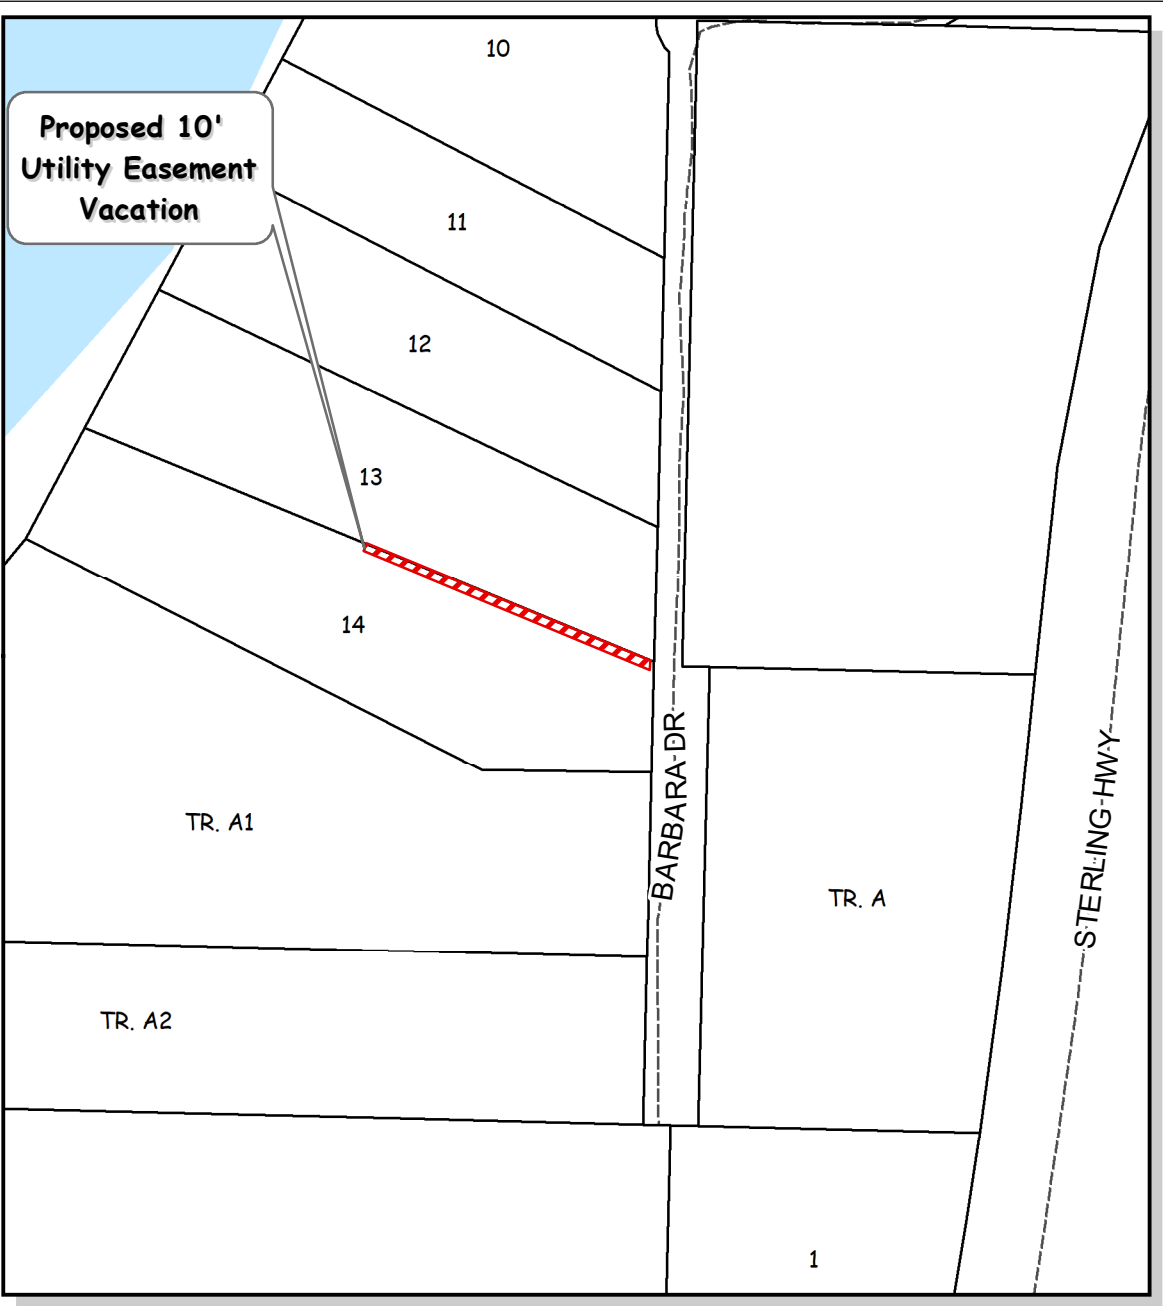 10
Proposed 10'
Utility Easement
Vacation
11
12
13
14
BARBARA DR
STERLING HWY
TR. A1
TR. A
TR. A2
1